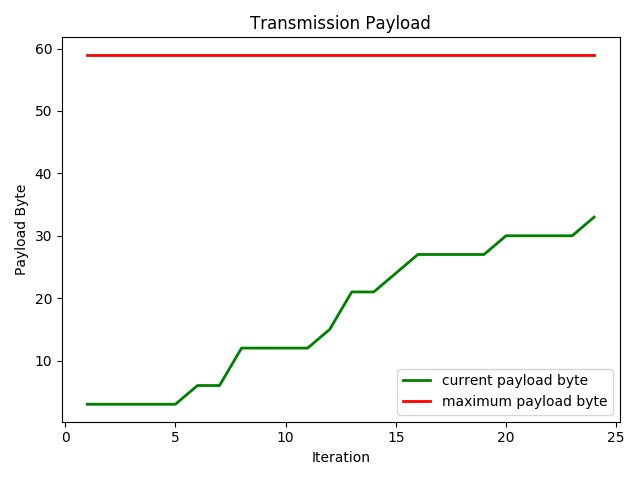 Transmission Payload
60
50
40
30
20
10
Payload Byte
current payload byte
maximum payload byte
0 5 10 15 20 25
Iteration